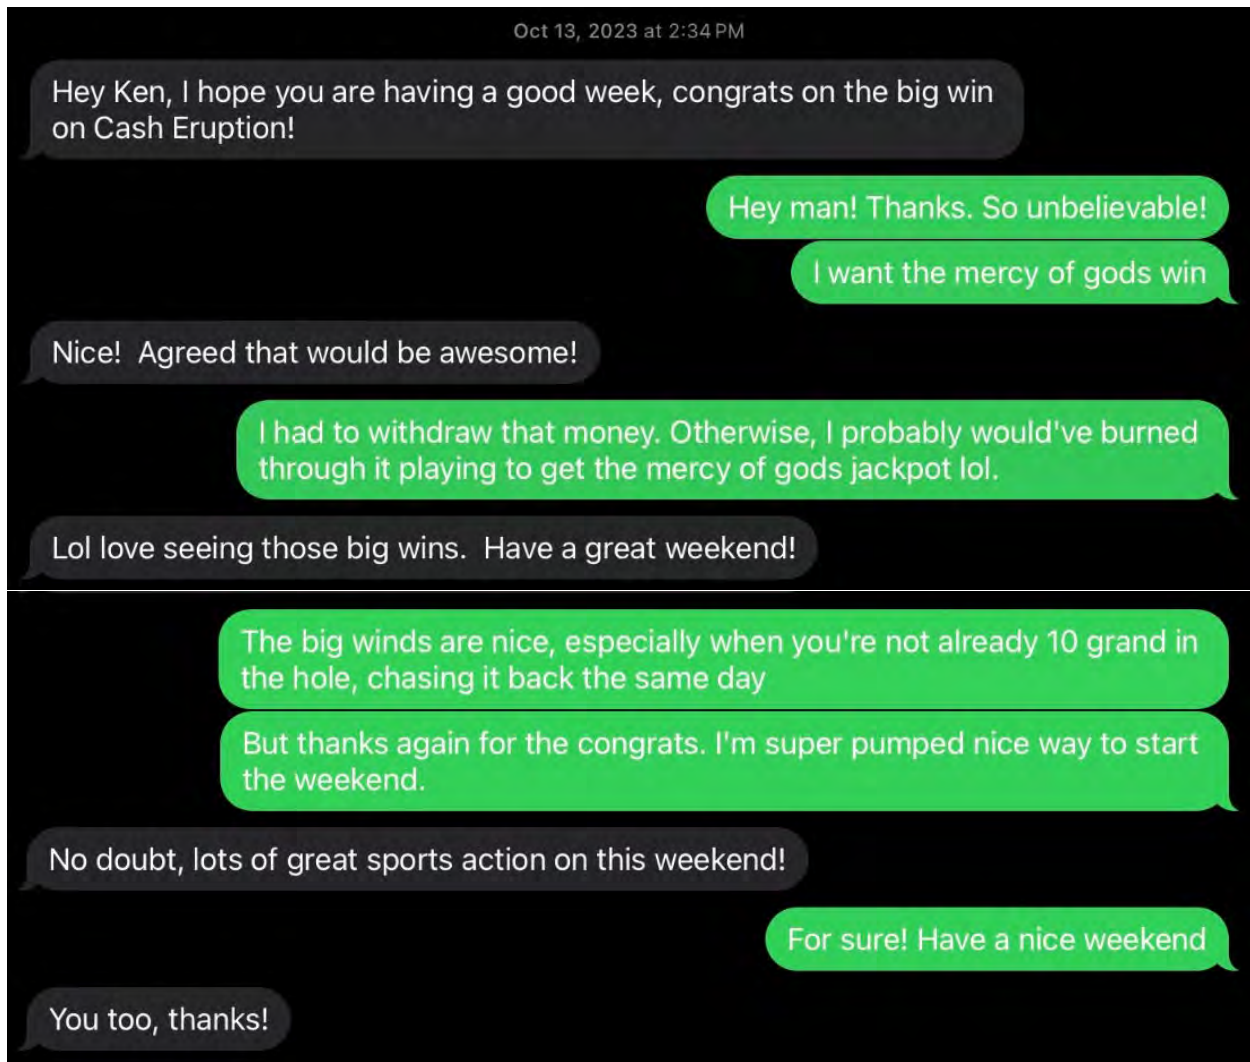 Oct 13, 2023 at 2:34 PM
Hey Ken, I hope you are having a good week, congrats on the big win
on Cash Eruption!
Hey man! Thanks. So unbelievable!
I want the mercy of gods win
Nice!  Agreed that would be awesome!
I had to withdraw that money. Otherwise, I probably would've burned
through it playing to get the mercy of gods jackpot lol.
Lol love seeing those big wins.  Have a great weekend!
The big winds are nice, especially when you're not already 10 grand in
the hole, chasing it back the same day
But thanks again for the congrats. I'm super pumped nice way to start
the weekend.
No doubt, lots of great sports action on this weekend!
For sure! Have a nice weekend
You too, thanks!